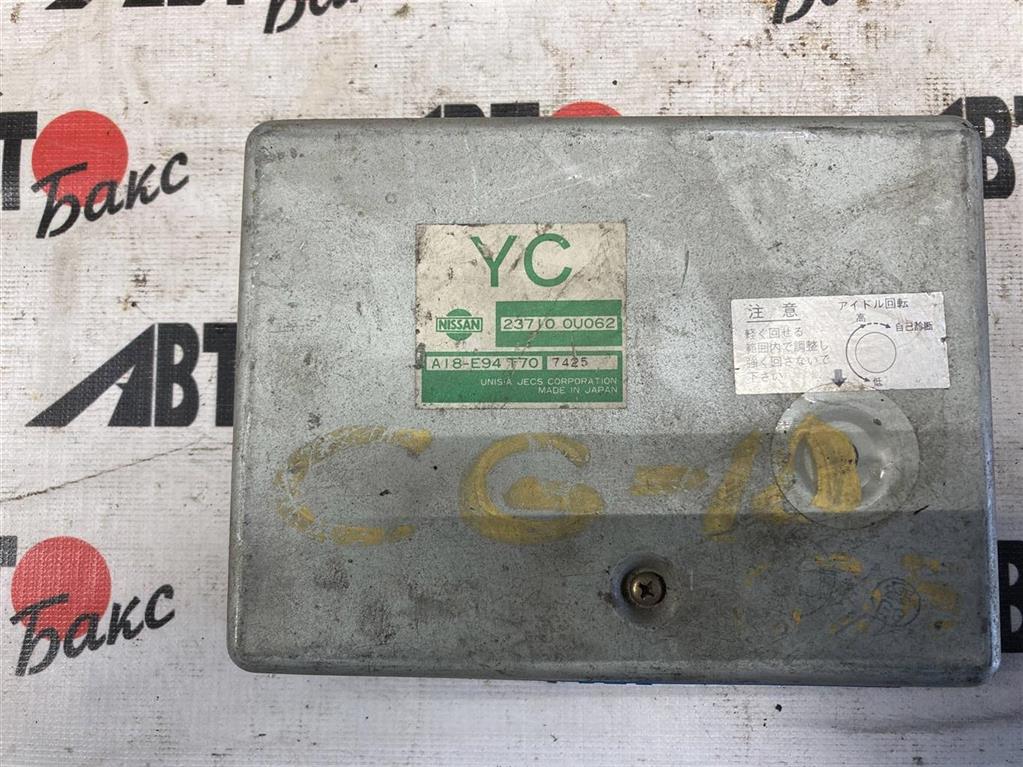 АВТ
Бакс
YC
NISSAN
23710 0U062
A18-E94 T70 7425
UNISIA JECS CORPORATION
MADE IN JAPAN
注 意
軽く回せる
範囲内で調整し
強く回さないで
下さい
アイドル回転
高
自己診断
低
CG-1
АВТ
Бакс